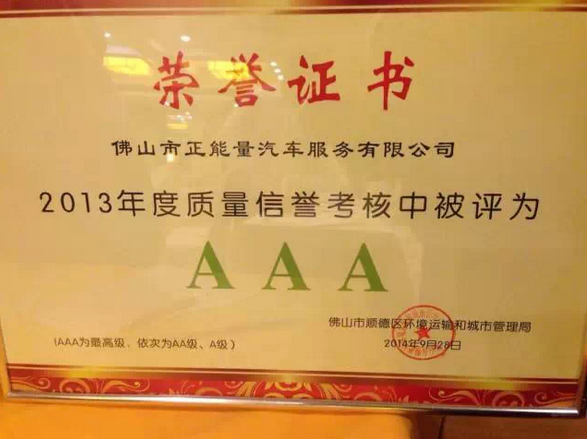 荣誉证书
佛山市正能量汽车服务有限公司
2013年度质量信誉考核中被评为
AAA
佛山市顺德区环境运输和城市管理局
2014年9月28日
(AAA为最高级，依次为AA级、A级)